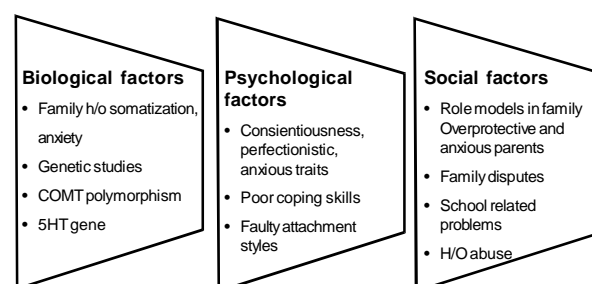 Biological factors
• Family h/o somatization,
anxiety
• Genetic studies
• COMT polymorphism
• 5HT gene
Psychological
factors
• Consientiousness,
perfectionistic,
anxious traits
• Poor coping skills
• Faulty attachment
styles
Social factors
• Role models in family
Overprotective and
anxious parents
• Family disputes
• School related
problems
• H/O abuse